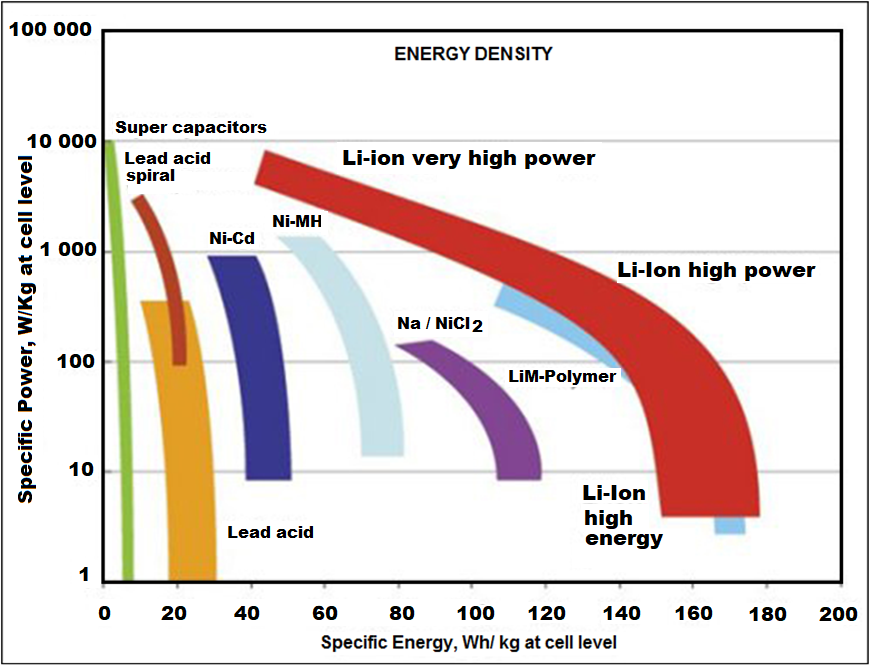 100 000
ENERGY DENSITY
Super capacitors
10 000
Lead acid
spiral
Li-ion very high power
Ni-MH
Ni-Cd
1 000
Li-Ion high power
Na / NiCl2
100
LiM-Polymer
10
Li-Ion
high
energy
Lead acid
1
0 20 40 60 80 100 120 140 160 180 200
Specific Energy, Wh/ kg at cell level
Specific Power, W/Kg at cell level